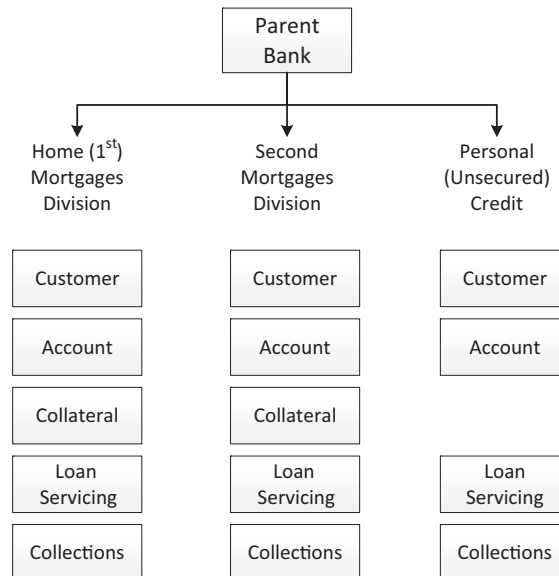 Parent
Bank
Home (1st)
Mortgages
Division
Second
Mortgages
Division
Personal
(Unsecured)
Credit
Customer
Customer
Customer
Account
Account
Account
Collateral
Collateral
Loan
Servicing
Loan
Servicing
Loan
Servicing
Collections
Collections
Collections